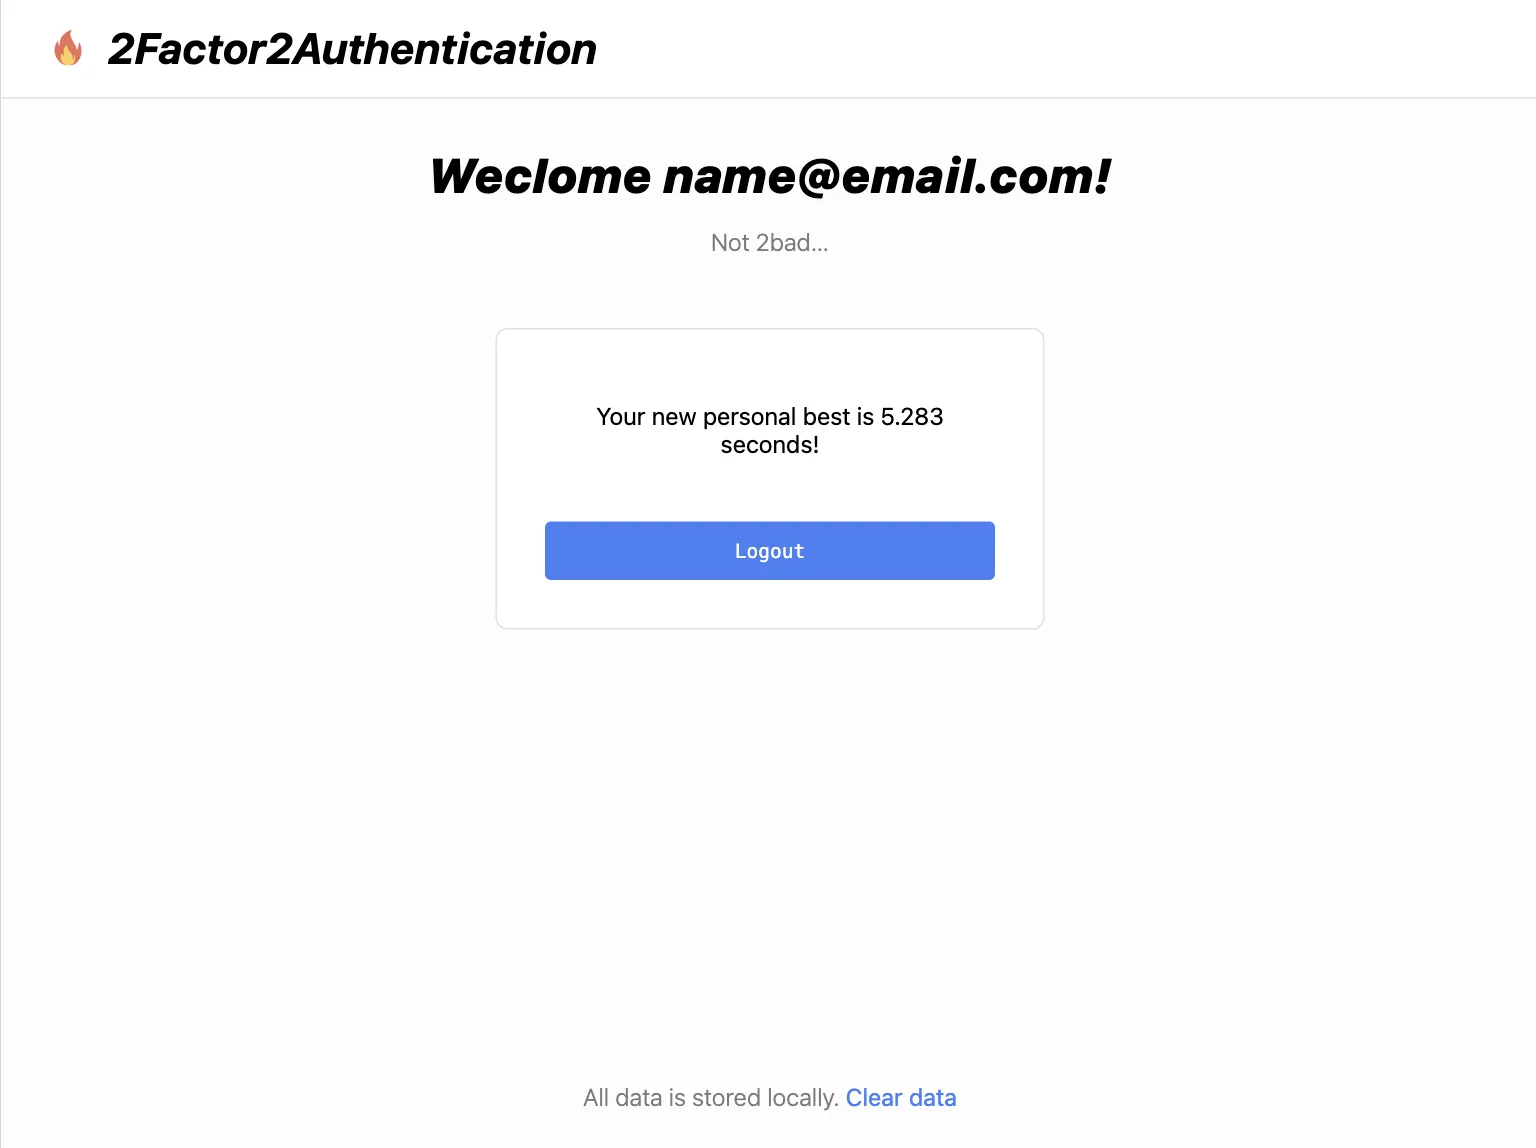 2Factor2Authentication
Weclome name@email.com!
Not 2bad...
Your new personal best is 5.283
seconds!
Logout
All data is stored locally. Clear data